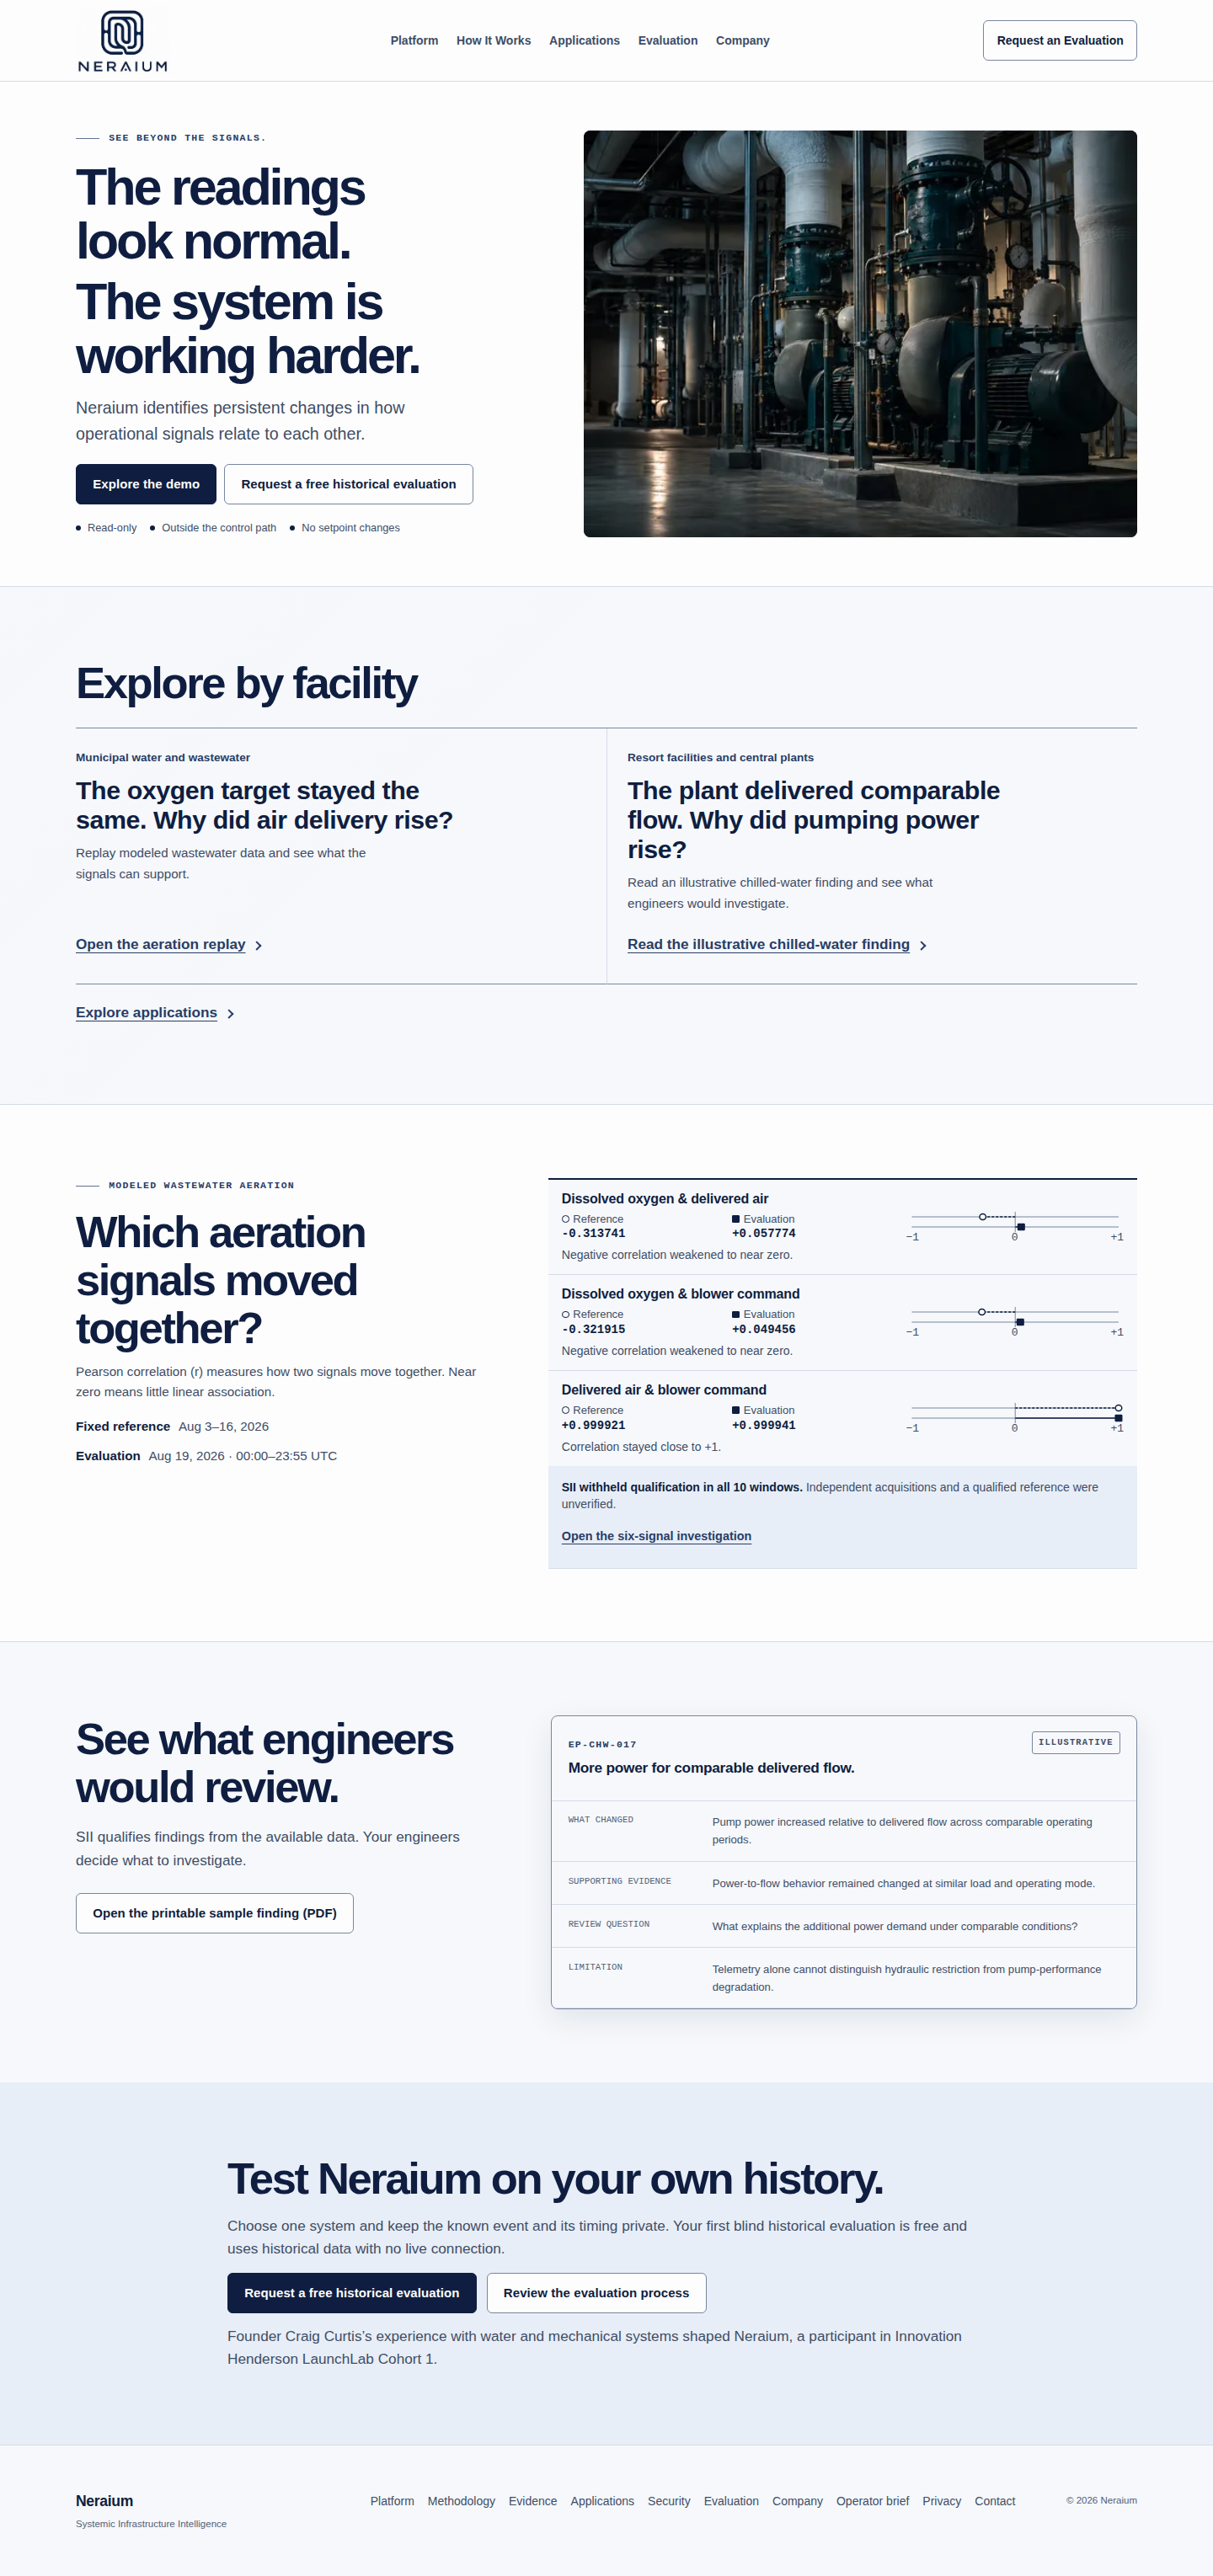 NERAIUM
Platform How It Works Applications Evaluation Company
Request an Evaluation
SEE BEYOND THE SIGNALS.
The readings
look normal.
The system is
working harder.
Neraium identifies persistent changes in how
operational signals relate to each other.
Explore the demo
Request a free historical evaluation
Read-only
Outside the control path
No setpoint changes
Explore by facility
Municipal water and wastewater
The oxygen target stayed the
same. Why did air delivery rise?
Replay modeled wastewater data and see what the
signals can support.
Open the aeration replay
Resort facilities and central plants
The plant delivered comparable
flow. Why did pumping power
rise?
Read an illustrative chilled-water finding and see what
engineers would investigate.
Read the illustrative chilled-water finding
Explore applications
MODELED WASTEWATER AERATION
Which aeration
signals moved
together?
Pearson correlation (r) measures how two signals move together. Near
zero means little linear association.
Fixed reference Aug 3–16, 2026
Evaluation Aug 19, 2026 · 00:00–23:55 UTC
Dissolved oxygen & delivered air
Reference
-0.313741
Evaluation
+0.057774
−1 0 +1
Negative correlation weakened to near zero.
Dissolved oxygen & blower command
Reference
-0.321915
Evaluation
+0.049456
−1 0 +1
Negative correlation weakened to near zero.
Delivered air & blower command
Reference
+0.999921
Evaluation
+0.999941
−1 0 +1
Correlation stayed close to +1.
SII withheld qualification in all 10 windows. Independent acquisitions and a qualified reference were
unverified.
Open the six-signal investigation
See what engineers
would review.
SII qualifies findings from the available data. Your engineers
decide what to investigate.
Open the printable sample finding (PDF)
EP-CHW-017
ILLUSTRATIVE
More power for comparable delivered flow.
WHAT CHANGED
Pump power increased relative to delivered flow across comparable operating
periods.
SUPPORTING EVIDENCE
Power-to-flow behavior remained changed at similar load and operating mode.
REVIEW QUESTION
What explains the additional power demand under comparable conditions?
LIMITATION
Telemetry alone cannot distinguish hydraulic restriction from pump-performance
degradation.
Test Neraium on your own history.
Choose one system and keep the known event and its timing private. Your first blind historical evaluation is free and
uses historical data with no live connection.
Request a free historical evaluation
Review the evaluation process
Founder Craig Curtis’s experience with water and mechanical systems shaped Neraium, a participant in Innovation
Henderson LaunchLab Cohort 1.
Neraium
Systemic Infrastructure Intelligence
Platform Methodology Evidence Applications Security Evaluation Company Operator brief Privacy Contact
© 2026 Neraium